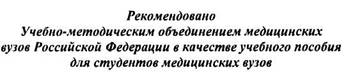 Рекомендовано
Учебно-методическим объединением медицинских
вузов Российской Федерации в качестве учебного пособия
для студентов медицинских вузов